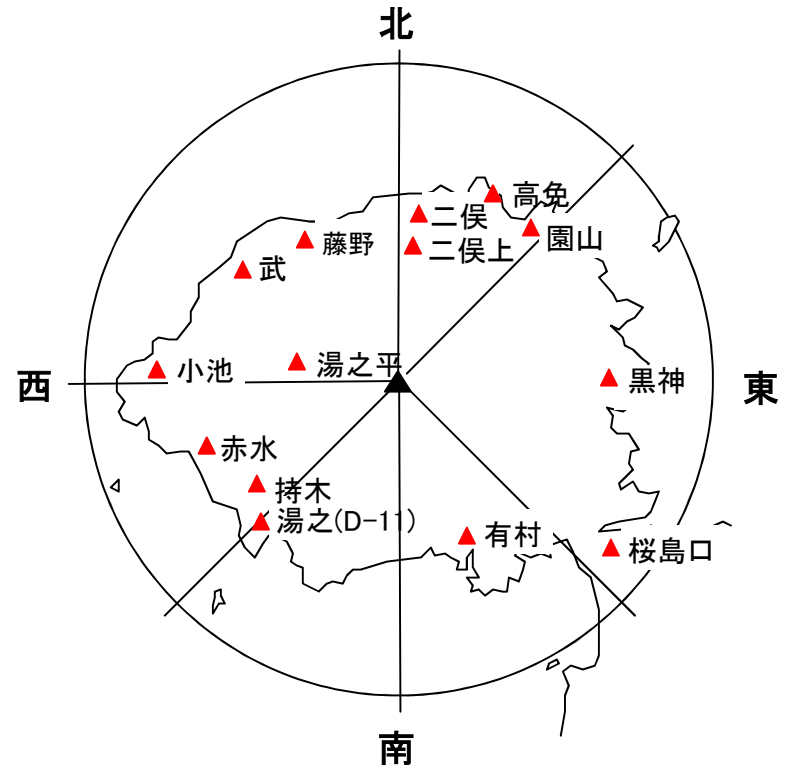 北
高免
二俣
園山
藤野
二俣上
武
湯之平
小池
黒神
西
東
赤水
持木
湯之(D-11)
有村
桜島口
南